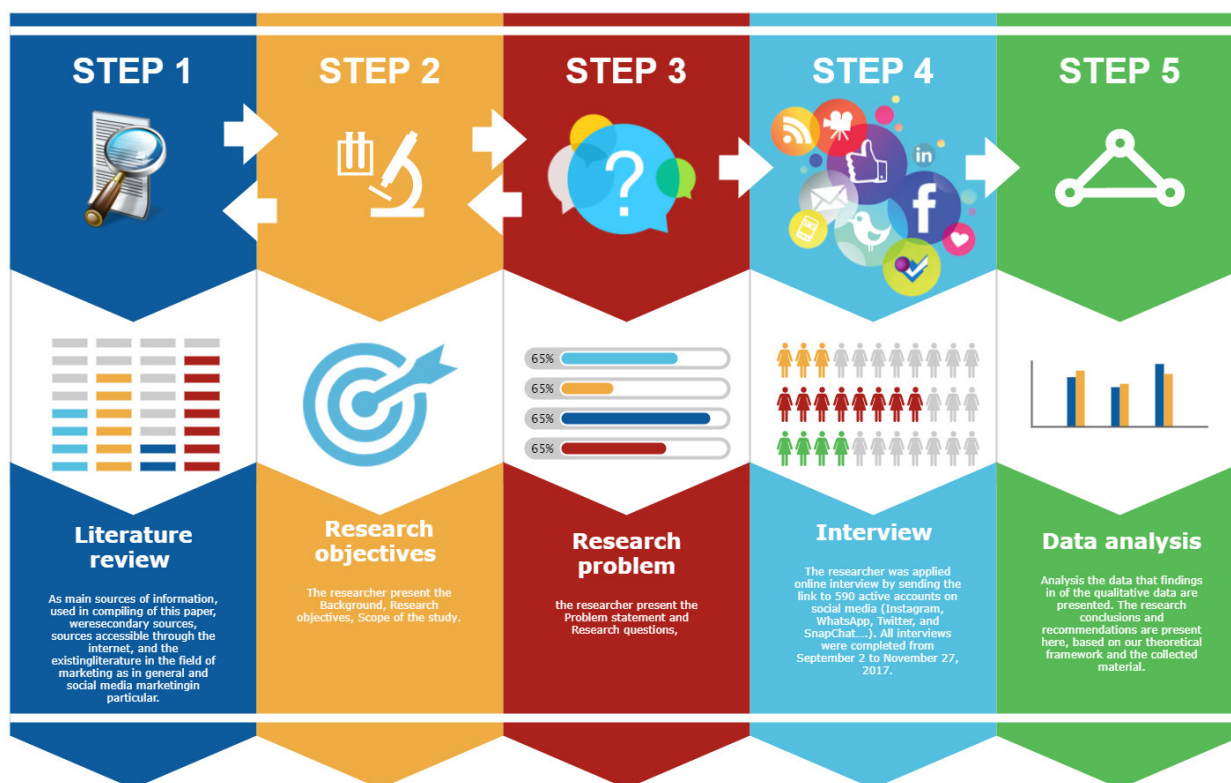 STEP 1
STEP 2
STEP 3
STEP 4
STEP 5
?
in
f
65%
65%
65%
65%
Literature
review
As main sources of information,
used in compiling of this paper,
weresecondary sources,
sources accessible through the
internet, and the
existingliterature in the field of
marketing as in general and
social media marketingin
particular.
Research
objectives
The researcher present the
Background, Research
objectives, Scope of the study.
Research
problem
the researcher present the
Problem statement and
Research questions,
Interview
The researcher was applied
online interview by sending the
link to 590 active accounts on
social media (Instagram,
WhatsApp, Twitter, and
SnapChat....). All interviews
were completed from
September 2 to November 27,
2017.
Data analysis
Analysis the data that findings
in of the qualitative data are
presented. The research
conclusions and
recommendations are present
here, based on our theoretical
framework and the collected
material.